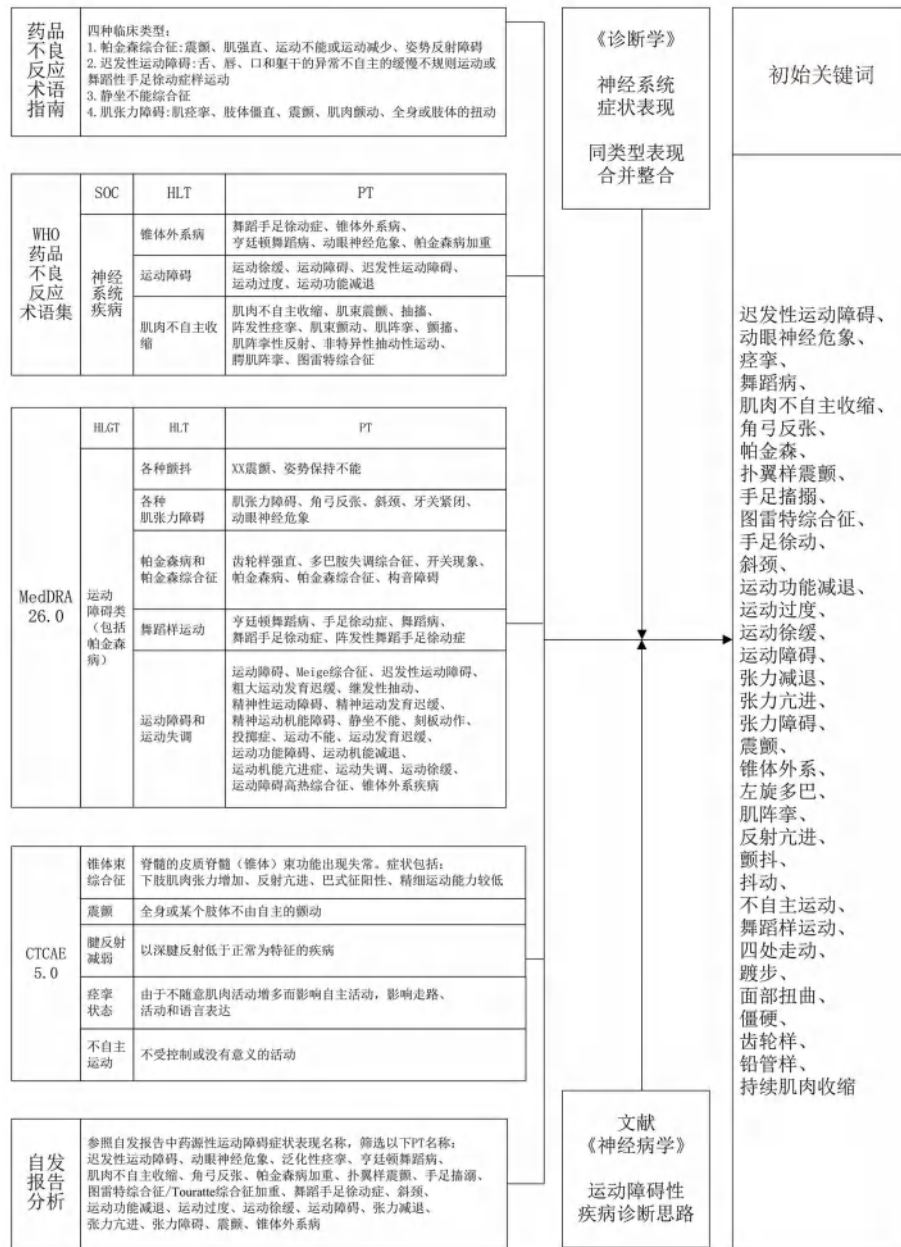 药品
不良
反应
术语
指南
四种临床类型:
1. 帕金森综合征:震颤、肌强直、运动不能或运动减少、姿势反射障碍
2. 迟发性运动障碍:舌、唇、口和躯干的异常不自主的缓慢不规则运动或
舞蹈性手足徐动症样运动
3. 静坐不能综合征
4. 肌张力障碍:肌痉挛、肢体僵直、震颤、肌肉颤动、全身或肢体的扭动
WHO
药品
不良
反应
术语集
SOC
HLT
PT
神经
系统
疾病
锥体外系病
舞蹈手足徐动症、锥体外系病、
亨廷顿舞蹈病、动眼神经危象、帕金森病加重
运动障碍
运动徐缓、运动障碍、迟发性运动障碍、
运动过度、运动功能减退
肌肉不自主收
缩
肌肉不自主收缩、肌束震颤、抽搐、
阵发性痉挛、肌束颤动、肌阵挛、颤搐、
肌阵挛性反射、非特异性抽动性运动、
腭肌阵挛、图雷特综合征
MedDRA
26.0
HLGT
HLT
PT
运动
障碍类
（包括
帕金森
病）
各种颤抖
XX震颤、姿势保持不能
各种
肌张力障碍
肌张力障碍、角弓反张、斜颈、牙关紧闭、
动眼神经危象
帕金森病和
帕金森综合征
齿轮样强直、多巴胺失调综合征、开关现象、
帕金森病、帕金森综合征、构音障碍
舞蹈样运动
亨廷顿舞蹈病、手足徐动症、舞蹈病、
舞蹈手足徐动症、阵发性舞蹈手足徐动症
运动障碍和
运动失调
运动障碍、Meige综合征、迟发性运动障碍、
粗大运动发育迟缓、继发性抽动、
精神性运动障碍、精神运动发育迟缓、
精神运动机能障碍、静坐不能、刻板动作、
投掷症、运动不能、运动发育迟缓、
运动功能障碍、运动机能减退、
运动机能亢进症、运动失调、运动徐缓、
运动障碍高热综合征、锥体外系疾病
CTCAE
5.0
锥体束
综合征
脊髓的皮质脊髓（锥体）束功能出现失常。症状包括：
下肢肌肉张力增加、反射亢进、巴式征阳性、精细运动能力较低
震颤
全身或某个肢体不由自主的颤动
腱反射
减弱
以深腱反射低于正常为特征的疾病
痉挛
状态
由于不随意肌肉活动增多而影响自主活动，影响走路、
活动和语言表达
不自主
运动
不受控制或没有意义的活动
自发
报告
分析
参照自发报告中药源性运动障碍症状表现名称，筛选以下PT名称：
迟发性运动障碍、动眼神经危象、泛化性痉挛、亨廷顿舞蹈病、
肌肉不自主收缩、角弓反张、帕金森病加重、扑翼样震颤、手足搐溺、
图雷特综合征/Touratte综合征加重、舞蹈手足徐动症、斜颈、
运动功能减退、运动过度、运动徐缓、运动障碍、张力减退、
张力亢进、张力障碍、震颤、锥体外系病
《诊断学》
神经系统
症状表现
同类型表现
合并整合
文献
《神经病学》
运动障碍性
疾病诊断思路
初始关键词
迟发性运动障碍、
动眼神经危象、
痉挛、
舞蹈病、
肌肉不自主收缩、
角弓反张、
帕金森、
扑翼样震颤、
手足搐搦、
图雷特综合征、
手足徐动、
斜颈、
运动功能减退、
运动过度、
运动徐缓、
运动障碍、
张力减退、
张力亢进、
张力障碍、
震颤、
锥体外系、
左旋多巴、
肌阵挛、
反射亢进、
颤抖、
抖动、
不自主运动、
舞蹈样运动、
四处走动、
踱步、
面部扭曲、
僵硬、
齿轮样、
铅管样、
持续肌肉收缩